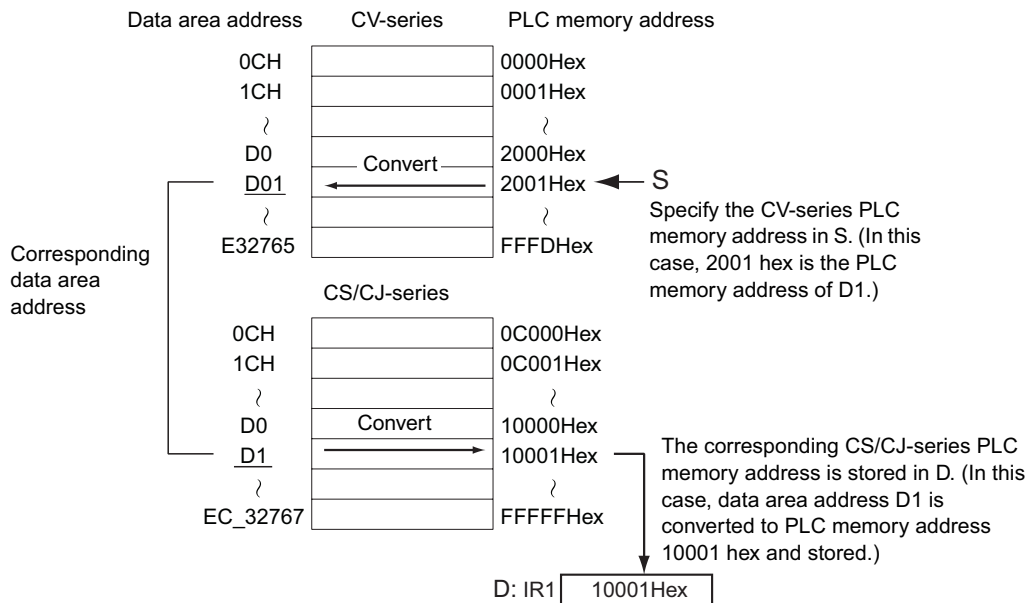 Data area address CV-series PLC memory address
0CH 0000Hex
1CH 0001Hex
~ ~
D0 2000Hex
Convert
D01 2001Hex S
~ ~
E32765 FFFDHex
Specify the CV-series PLC
memory address in S. (In this
case, 2001 hex is the PLC
memory address of D1.)
Corresponding
data area
address
CS/CJ-series
0CH 0C000Hex
1CH 0C001Hex
~ ~
D0 Convert 10000Hex
D1 10001Hex
~ ~
EC_32767 FFFFFHex
The corresponding CS/CJ-series PLC
memory address is stored in D. (In this
case, data area address D1 is
converted to PLC memory address
10001 hex and stored.)
D: IR1 10001Hex